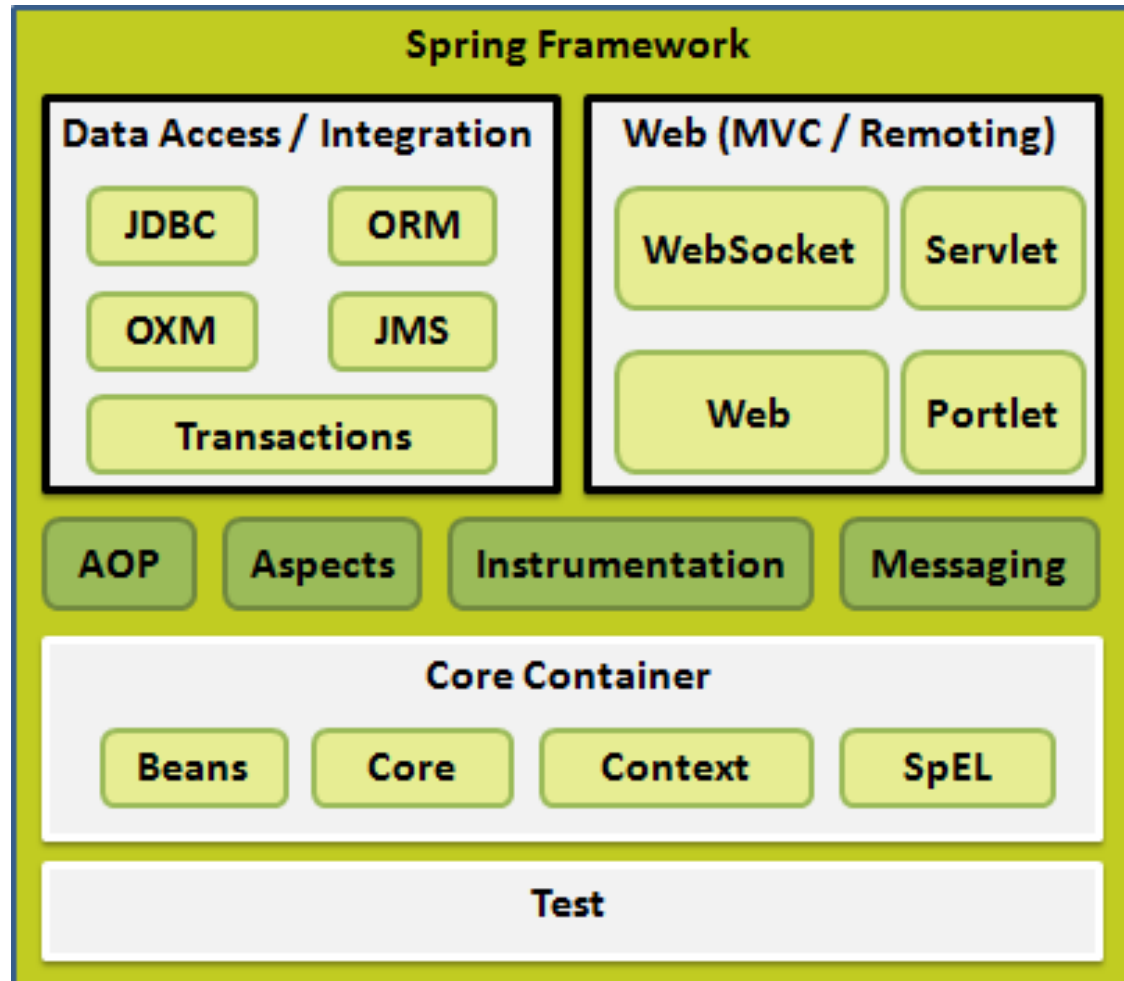 Spring Framework
Data Access / Integration
JDBC
ORM
OXM
JMS
Transactions
Web (MVC / Remoting)
WebSocket
Servlet
Web
Portlet
AOP
Aspects
Instrumentation
Messaging
Core Container
Beans
Core
Context
SpEL
Test